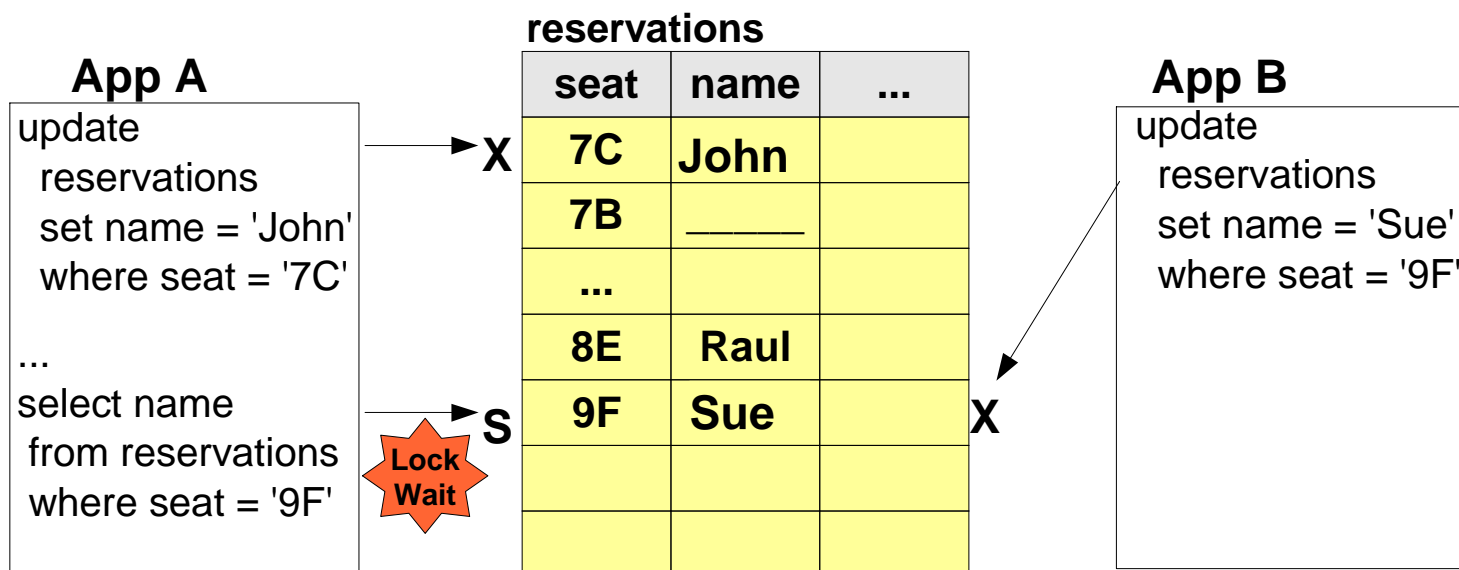 reservations
App A
update
reservations
set name = 'John'
where seat = '7C'
...
select name
from reservations
where seat = '9F'
X
S
Lock
Wait
seat name ...
7C John
7B _____
...
8E Raul
9F Sue
X
App B
update
reservations
set name = 'Sue'
where seat = '9F'